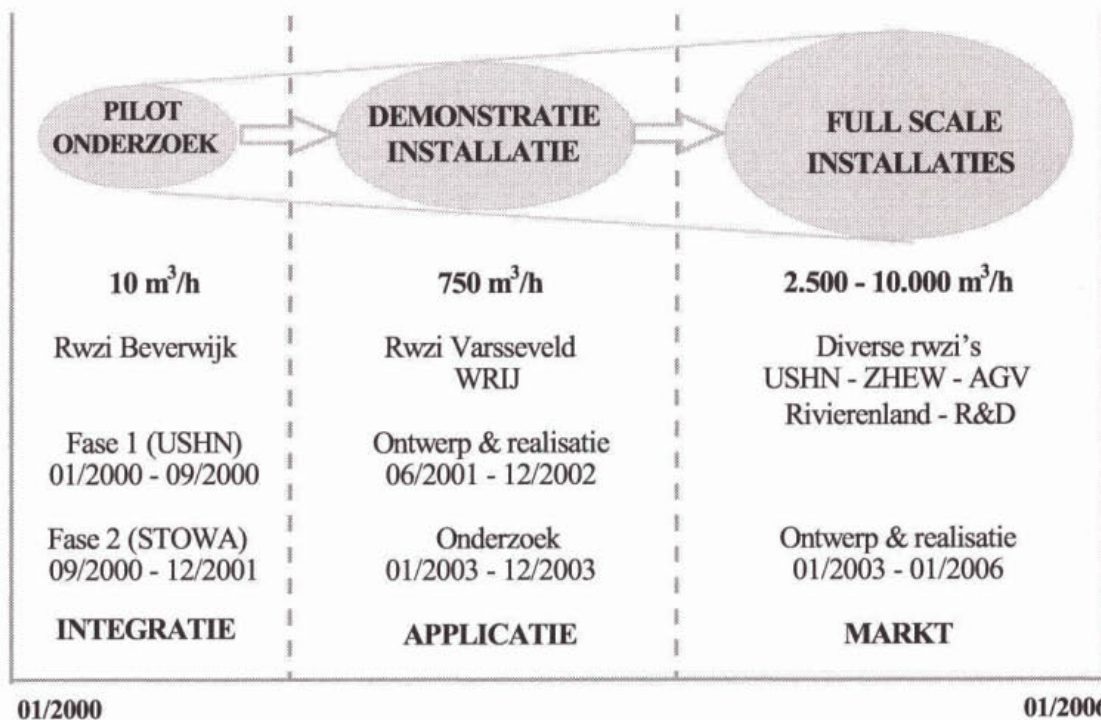 PILOT
ONDERZOEK
DEMONSTRATIE
INSTALLATIE
FULL SCALE
INSTALLATIES
10 m³/h
Rwzi Beverwijk
Fase 1 (USHN)
01/2000 - 09/2000
Fase 2 (STOWA)
09/2000 - 12/2001
INTEGRATIE
750 m³/h
Rwzi Varsseveld
WRIJ
Ontwerp & realisatie
06/2001 - 12/2002
Onderzoek
01/2003 - 12/2003
APPLICATIE
2.500 - 10.000 m³/h
Diverse rwzi's
USHN - ZHEW - AGV
Rivierenland - R&D
Ontwerp & realisatie
01/2003 - 01/2006
MARKT
01/2000
01/2006